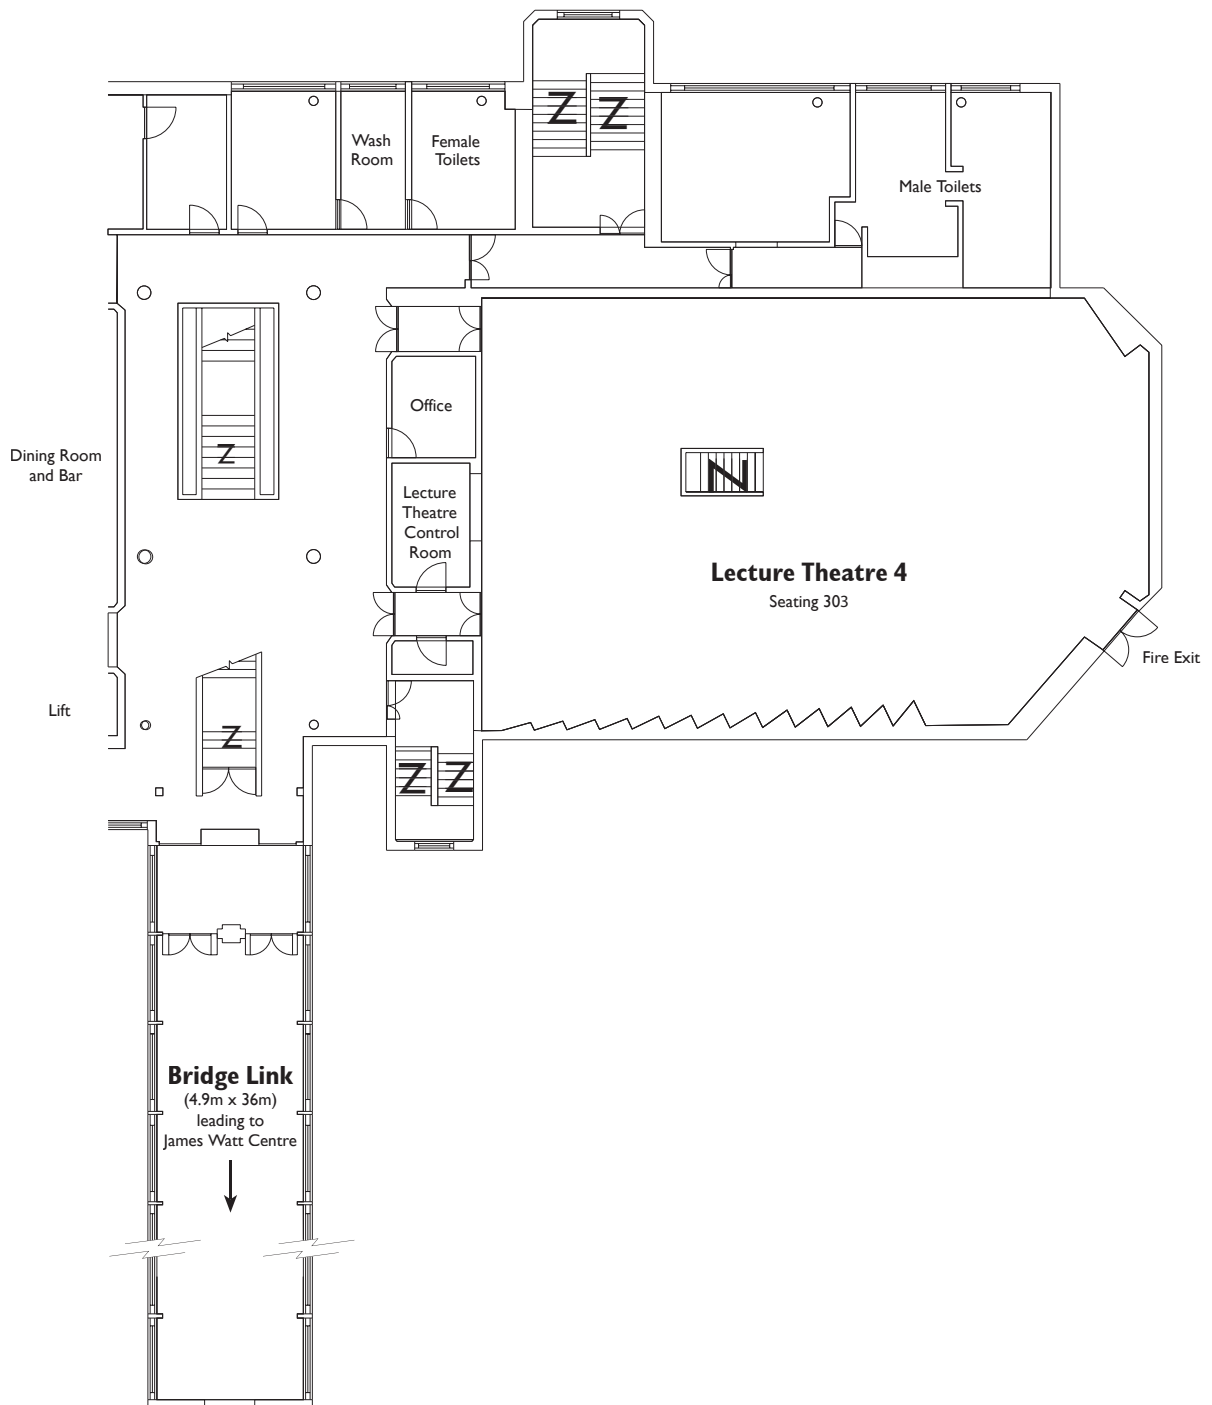 Wash
Room
Female
Toilets
Male Toilets
Z
Z
Office
Dining Room
and Bar
Z
Lecture
Theatre
Control
Room
N
Lecture Theatre 4
Seating 303
Fire Exit
Lift
Z
Z
Z
Bridge Link
(4.9m x 36m)
leading to
James Watt Centre